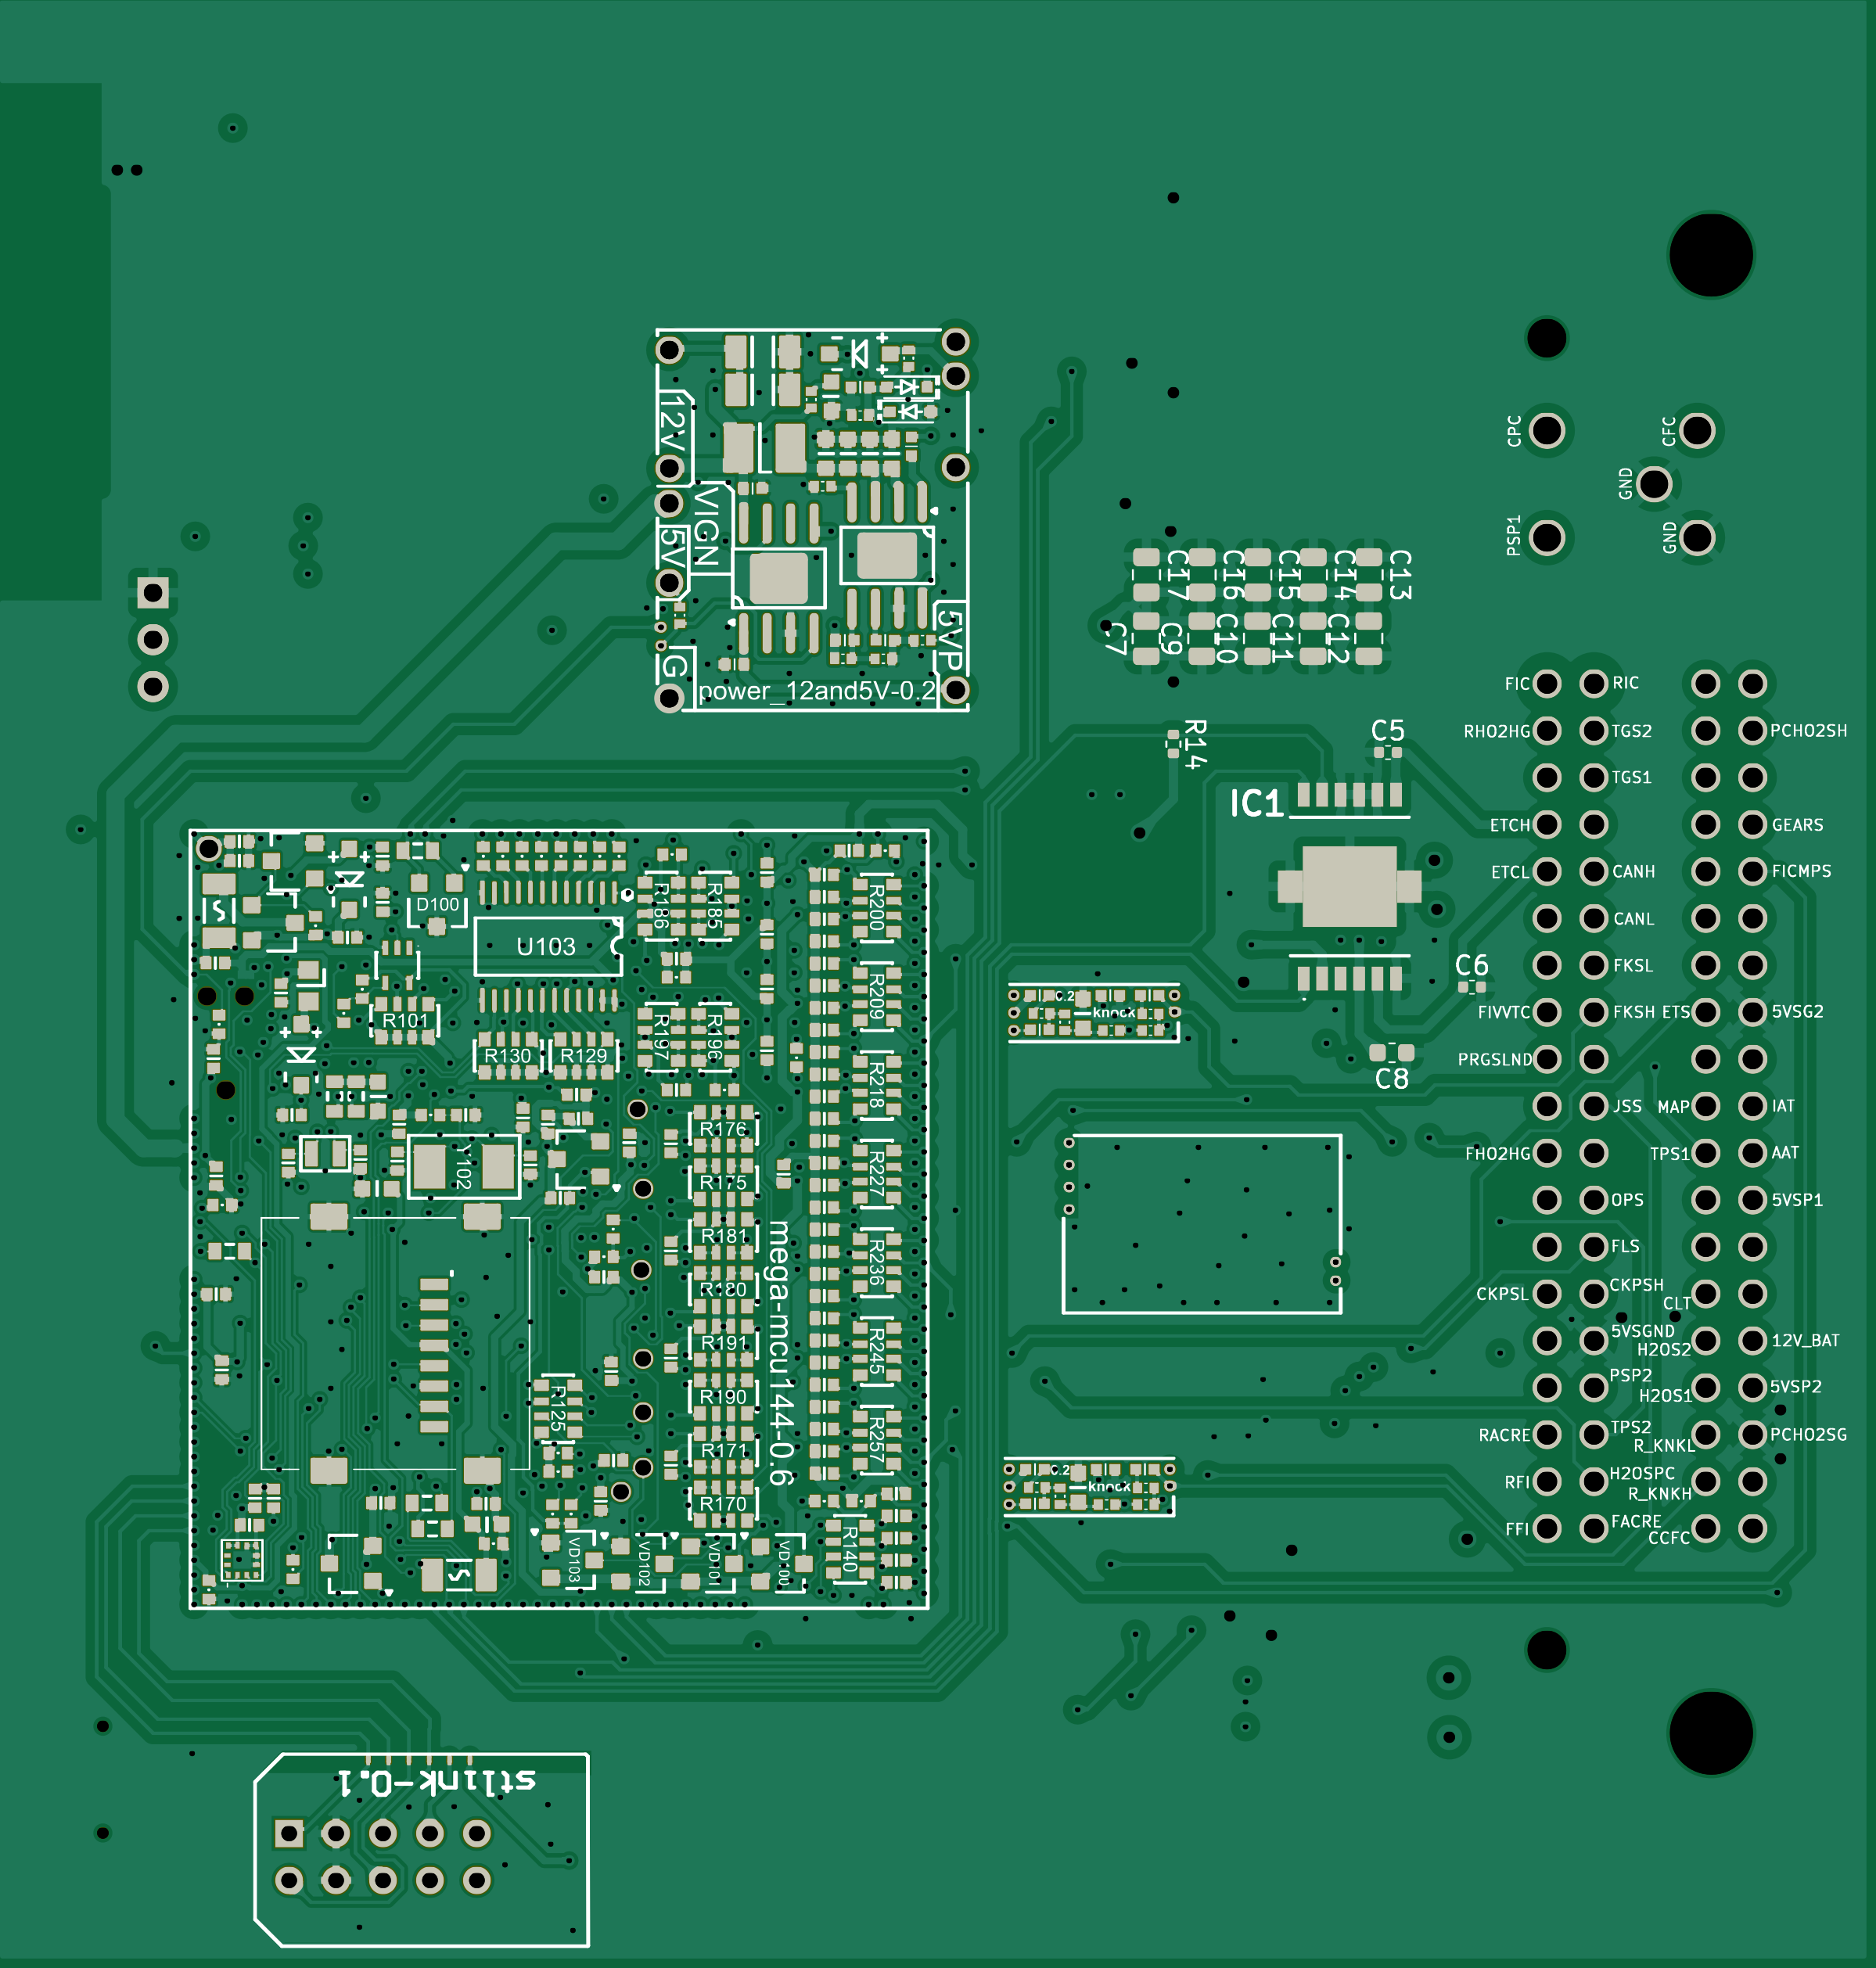 12V
VIGN
5V
G
5VP
power_12and5V-0.2
CPC
CFC
GND
PSP1
GND
C17
C16
C15
C14
C13
C7
C9
C10
C11
C12
R14
C5
IC1
C6
C8
FIC
RIC
RHO2HG
TGS2
PCHO2SH
TGS1
ETCH
GEARS
ETCL
CANH
FICMPS
CANL
FKSL
FIVVTC
FKSH
ETS
5VSG2
PRGSLND
JSS
MAP
IAT
FHO2HG
TPS1
AAT
OPS
5VSP1
FLS
CKPSL
CKPSH
CLT
5VSGND
H2OS2
12V_BAT
PSP2
H2OS1
5VSP2
RACRE
TPS2
R_KNKL
PCHO2SG
RFI
H2OSPC
R_KNKH
FFI
FACRE
CCFC
D100
U103
R186
R185
R200
R101
R130
R129
R197
R196
R209
R218
R176
Y102
R175
R227
R181
R180
R236
R191
R190
R245
R125
R171
R170
R257
R140
mega-mcu144-0.6
VD103
VD102
VD101
VD100
knock
knock
stlink-0.1